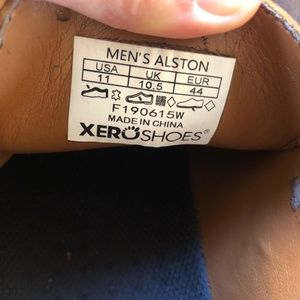 MEN'S ALSTON
USA UK EUR
11 10.5 44
F190615W
MADE IN CHINA
XEROSHOES®